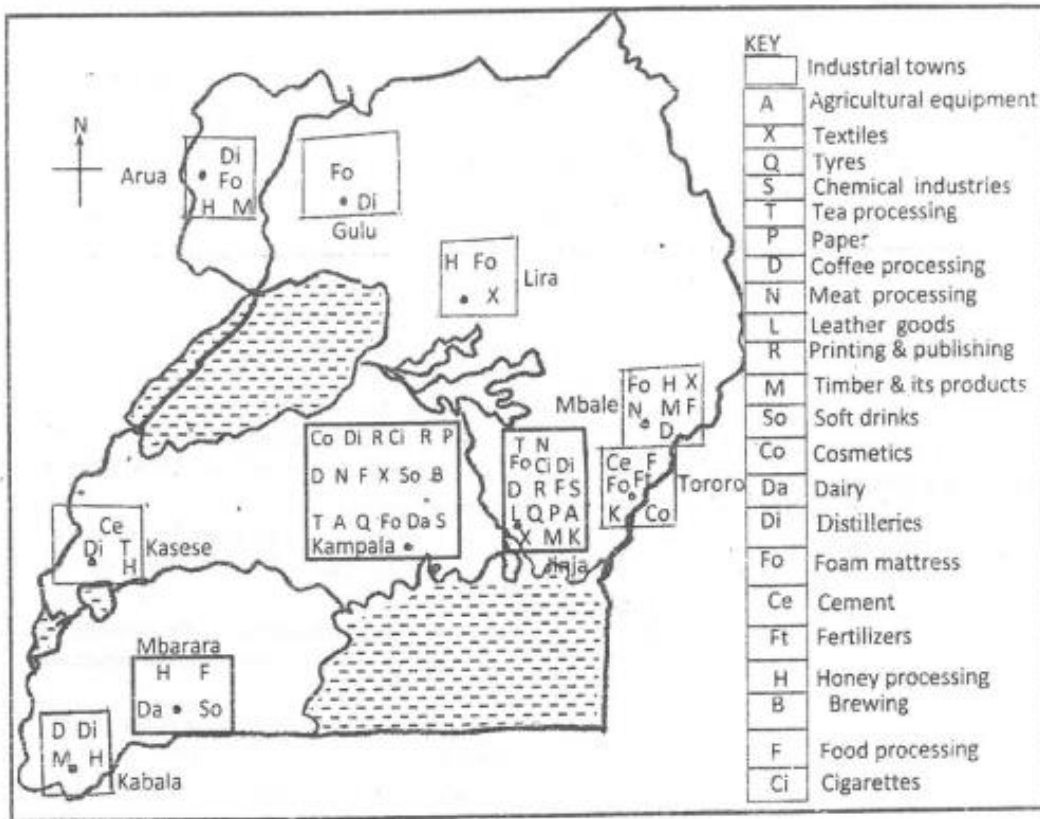 KEY
Industrial towns
A Agricultural equipment
X Textiles
Q Tyres
S Chemical industries
T Tea processing
P Paper
D Coffee processing
N Meat processing
L Leather goods
R Printing & publishing
M Timber & its products
So Soft drinks
Co Cosmetics
Da Dairy
Di Distilleries
Fo Foam mattress
Ce Cement
Ft Fertilizers
H Honey processing
B Brewing
F Food processing
Ci Cigarettes
N
Arua
Di
Fo
H M
Fo
Di
Gulu
H Fo
X
Lira
Mbale
Fo H X
N M F
D
Co Di R Ci R P
D N F X So B
T A Q Fo Da S
Kampala
T N
Fo Ci Di
D R F S
L Q P A
X M K
Jinja
Ce F
Fo Ft
K Co
Tororo
Ce
Di T
H
Kasese
Mbarara
H F
Da So
D Di
M H
Kabala